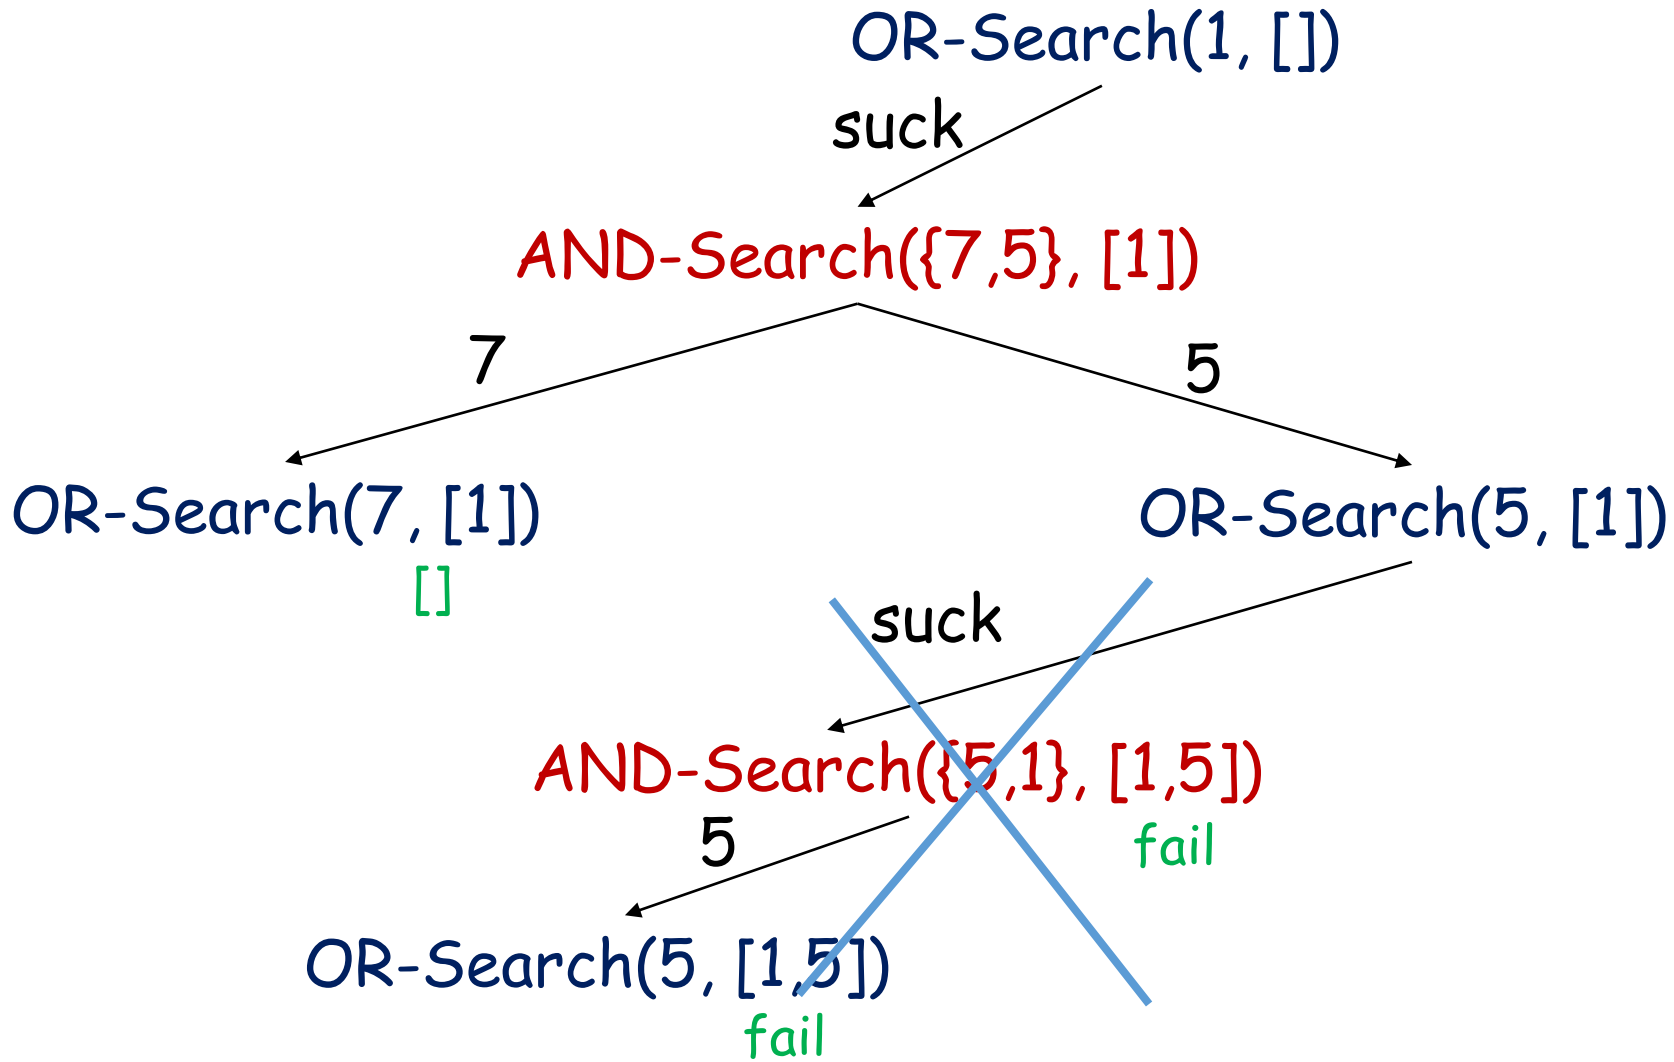 OR-Search(1, [])
suck
AND-Search({7,5}, [1])
7
5
OR-Search(7, [1])
[]
OR-Search(5, [1])
suck
AND-Search({5,1}, [1,5])
fail
5
OR-Search(5, [1,5])
fail